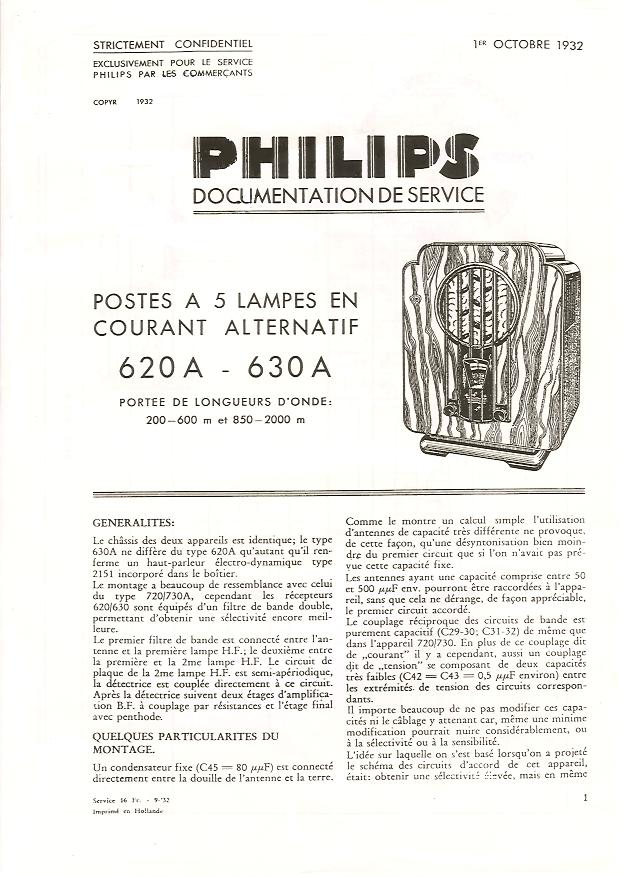 STRICTEMENT CONFIDENTIEL
1ER OCTOBRE 1932
EXCLUSIVEMENT POUR LE SERVICE
PHILIPS PAR LES COMMERÇANTS
COPYR 1932
PHILIPS
DOCUMENTATION DE SERVICE
POSTES A 5 LAMPES EN
COURANT ALTERNATIF
620 A - 630 A
PORTEE DE LONGUEURS D'ONDE:
200—600 m et 850—2000 m
GENERALITES:
Le châssis des deux appareils est identique; le type
630A ne diffère du type 620A qu'autant qu'il ren-
ferme un haut-parleur électro-dynamique type
2151 incorporé dans le boîtier.
Le montage a beaucoup de ressemblance avec celui
du type 720/730A, cependant les récepteurs
620/630 sont équipés d'un filtre de bande double,
permettant d'obtenir une sélectivité encore meil-
leure.
Le premier filtre de bande est connecté entre l'an-
tenne et la première lampe H.F.; le deuxième entre
la première et la 2me lampe H.F. Le circuit de
plaque de la 2me lampe H.F. est semi-apériodique,
la détectrice est couplée directement à ce circuit.
Après la détectrice suivent deux étages d'amplifica-
tion B.F. à couplage par résistances et l'étage final
avec penthode.
QUELQUES PARTICULARITES DU
MONTAGE.
Un condensateur fixe (C45 = 80 μμF) est connecté
directement entre la douille de l'antenne et la terre.
Comme le montre un calcul simple l'utilisation
d'antennes de capacité très différente ne provoque,
de cette façon, qu'une désyntonisation bien moin-
dre du premier circuit que si l'on n'avait pas pré-
vue cette capacité fixe.
Les antennes ayant une capacité comprise entre 50
et 500 μμF env. pourront être raccordées à l'appa-
reil, sans que cela ne dérange, de façon appréciable,
le premier circuit accordé.
Le couplage réciproque des circuits de bande est
purement capacitif (C29-30; C31-32) de même que
dans l'appareil 720/730. En plus de ce couplage dit
de „courant" il y a cependant, aussi un couplage
dit de „tension" se composant de deux capacités
très faibles (C42 = C43 = 0,5 μμF environ) entre
les extrémités de tension des circuits correspon-
dants.
Il importe beaucoup de ne pas modifier ces capa-
cités ni le câblage y attenant car, même une minime
modification pourrait nuire considérablement, ou
à la sélectivité ou à la sensibilité.
L'idée sur laquelle on s'est basé lorsqu'on a projeté
le schéma des circuits d'accord de cet appareil,
était: obtenir une sélectivité élevée, mais en même
Service 16 Fr. - 9-'32
Imprimé en Hollande
1